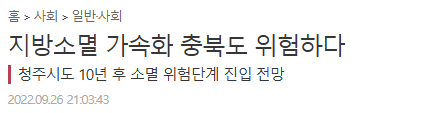 홈 > 사회 > 일반·사회
지방소멸 가속화 충북도 위험하다
청주시도 10년 후 소멸 위험단계 진입 전망
2022.09.26 21:03:43